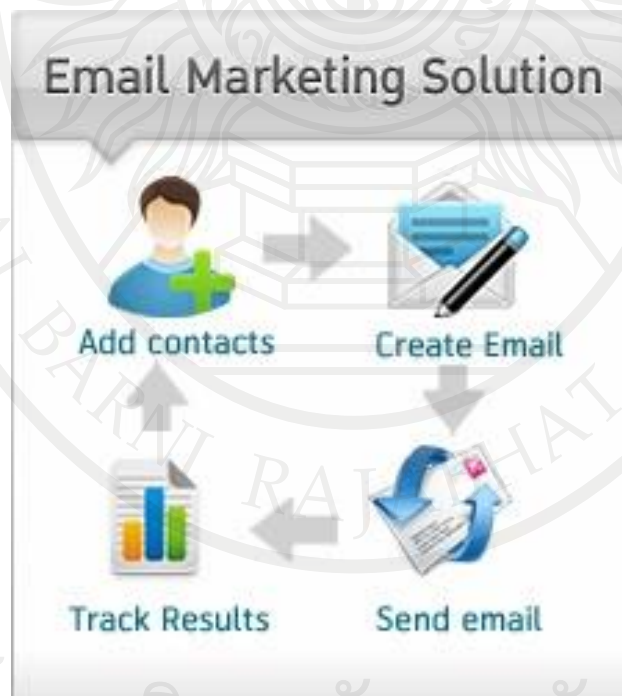 Email Marketing Solution
Add contacts
Create Email
Track Results
Send email